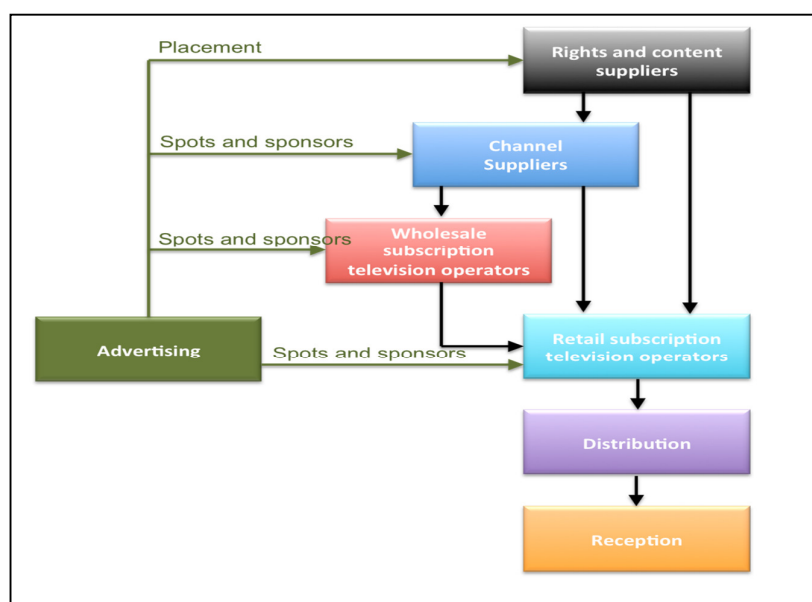 Placement
Rights and content
suppliers
Spots and sponsors
Channel
Suppliers
Spots and sponsors
Wholesale
subscription
television operators
Advertising
Spots and sponsors
Retail subscription
television operators
Distribution
Reception